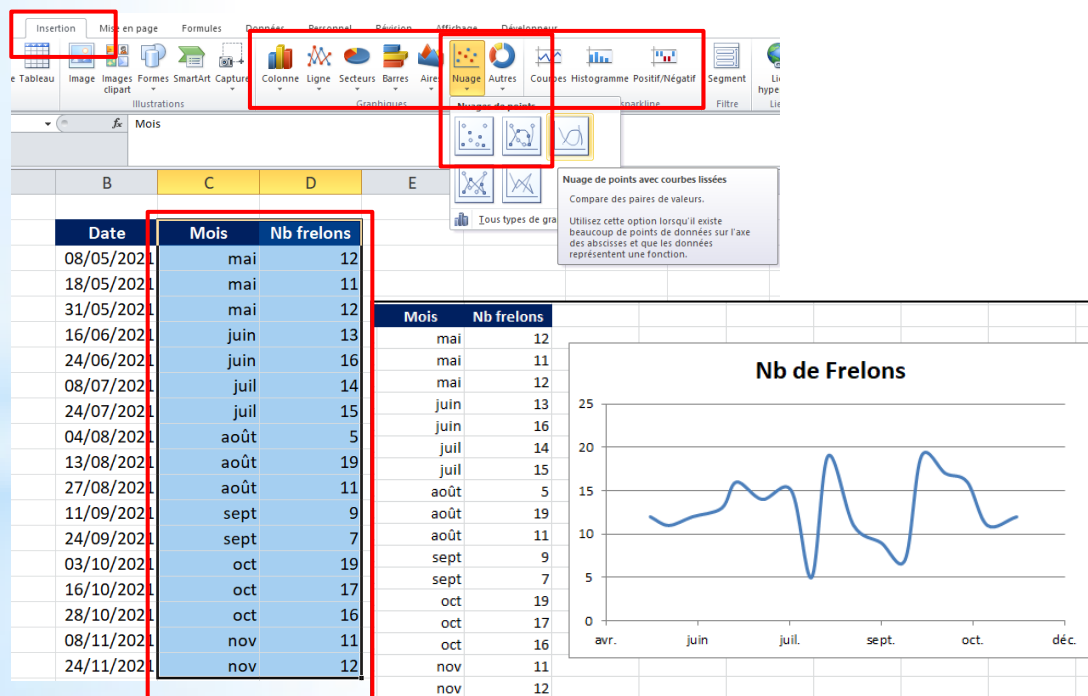 Insertion Mise en page Formules Données Personnel Révision Affichage Développeur
Tableau Image Images clipart Formes SmartArt Capture Colonne Ligne Secteurs Barres Aires Nuage Autres Courbes Histogramme Positif/Négatif Segment
Illustrations Graphiques sparkline Filtre
fx Mois
Nuages de points
B C D E
Nuage de points avec courbes lissées
Compare des paires de valeurs.
Utilisez cette option lorsqu'il existe
beaucoup de points de données sur l'axe
des abscisses et que les données
représentent une fonction.
Tous types de gra
Date Mois Nb frelons
08/05/2021 mai 12
18/05/2021 mai 11
31/05/2021 mai 12
16/06/2021 juin 13
24/06/2021 juin 16
08/07/2021 juil 14
24/07/2021 juil 15
04/08/2021 août 5
13/08/2021 août 19
27/08/2021 août 11
11/09/2021 sept 9
24/09/2021 sept 7
03/10/2021 oct 19
16/10/2021 oct 17
28/10/2021 oct 16
08/11/2021 nov 11
24/11/2021 nov 12
Mois Nb frelons
mai 12
mai 11
mai 12
juin 13
juin 16
juil 14
juil 15
août 5
août 19
août 11
sept 9
sept 7
oct 19
oct 17
oct 16
nov 11
nov 12
Nb de Frelons
25
20
15
10
5
0
avr. juin juil. sept. oct. déc.